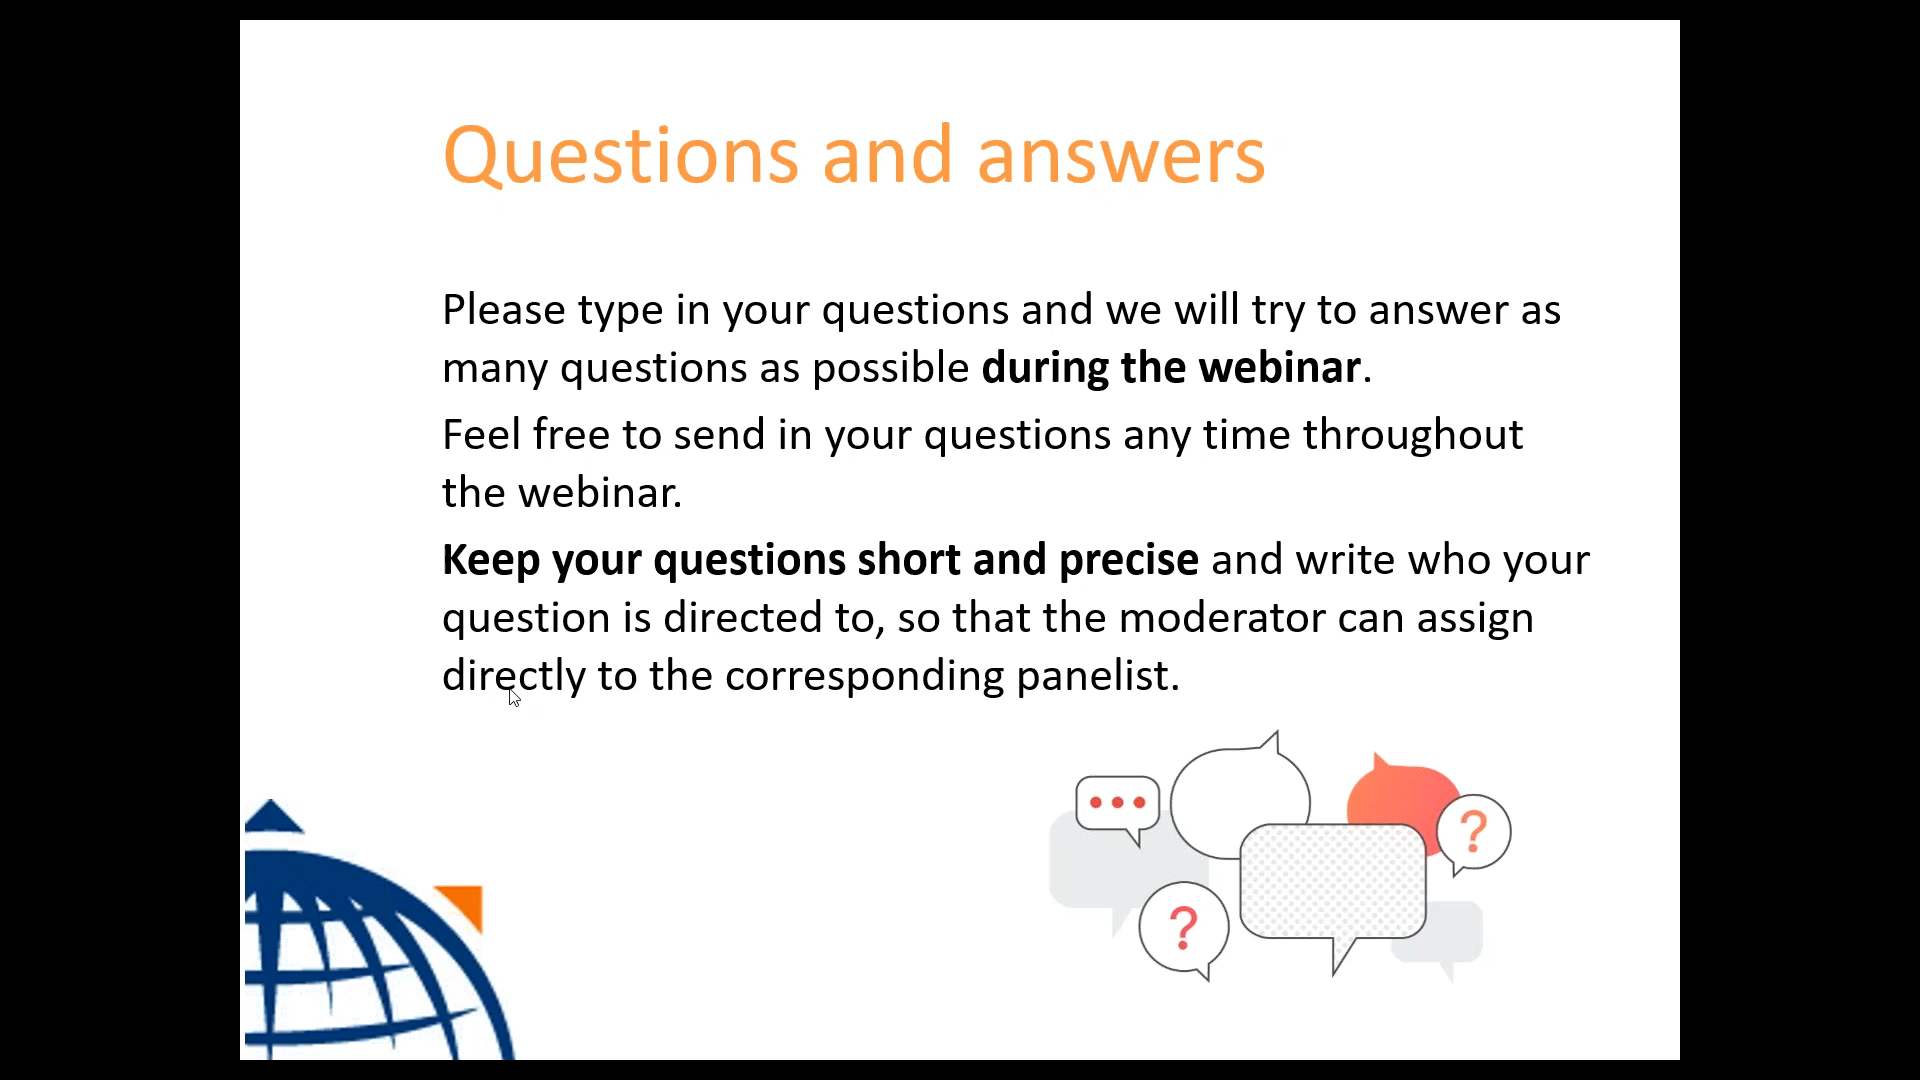 Questions and answers
Please type in your questions and we will try to answer as
many questions as possible during the webinar.
Feel free to send in your questions any time throughout
the webinar.
Keep your questions short and precise and write who your
question is directed to, so that the moderator can assign
directly to the corresponding panelist.
?
?